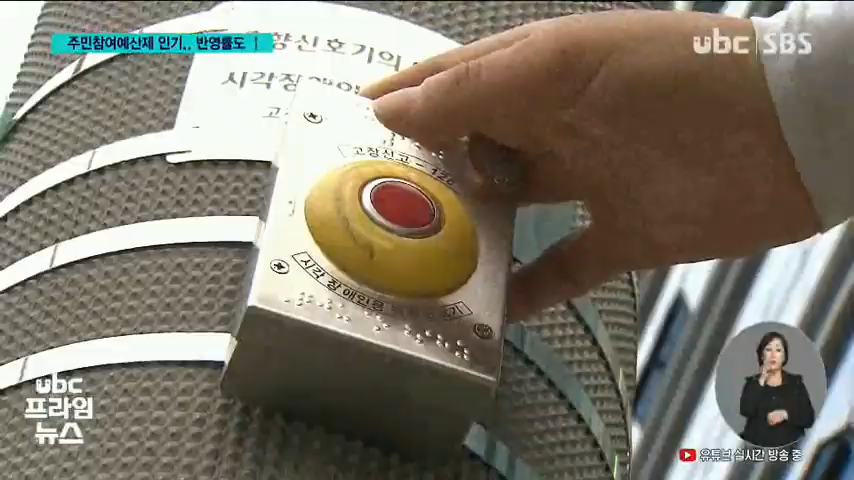 주민참여예산제 인기.. 반영률도
ubc SBS
향신호기의
시각장애인
고장신고 - 120
시각 장애인용
ubc
프라임
뉴스
유튜브 실시간 방송 중